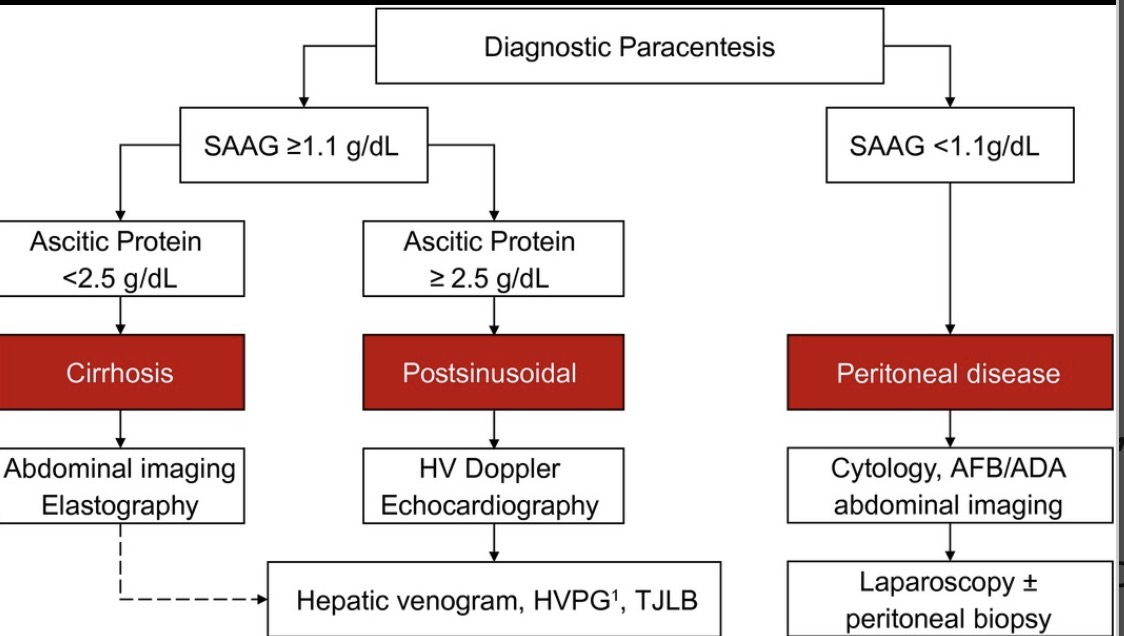 Diagnostic Paracentesis
SAAG ≥1.1 g/dL
SAAG <1.1g/dL
Ascitic Protein
<2.5 g/dL
Ascitic Protein
≥ 2.5 g/dL
Cirrhosis
Postsinusoidal
Peritoneal disease
Abdominal imaging
Elastography
HV Doppler
Echocardiography
Cytology, AFB/ADA
abdominal imaging
Hepatic venogram, HVPG¹, TJLB
Laparoscopy ±
peritoneal biopsy